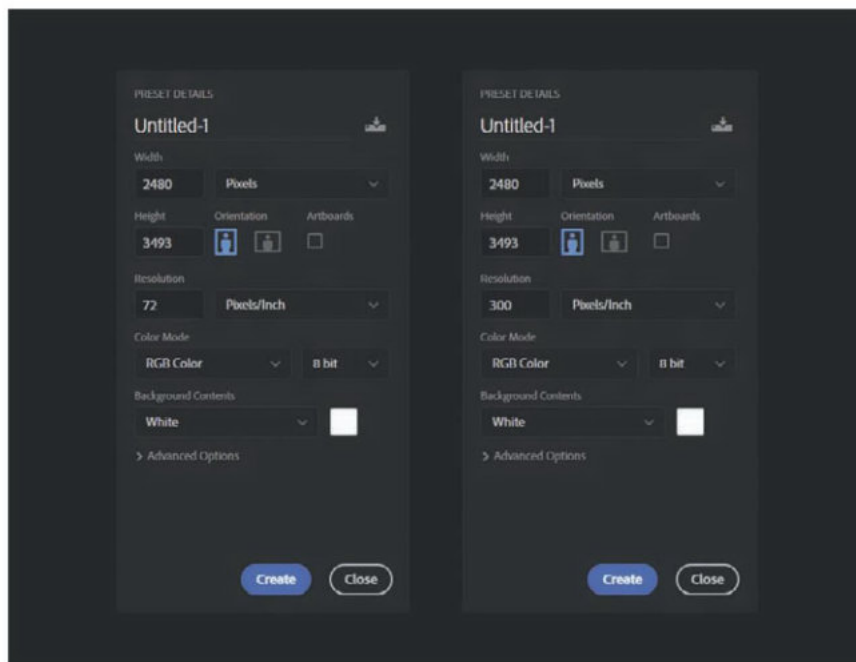 PRESET DETAILS
Untitled-1
Width
2480 Pixels
Height Orientation Artboards
3493
Resolution
72 Pixels/Inch
Color Mode
RGB Color 8 bit
Background Contents
White
Advanced Options
Create Close
PRESET DETAILS
Untitled-1
Width
2480 Pixels
Height Orientation Artboards
3493
Resolution
300 Pixels/Inch
Color Mode
RGB Color 8 bit
Background Contents
White
Advanced Options
Create Close